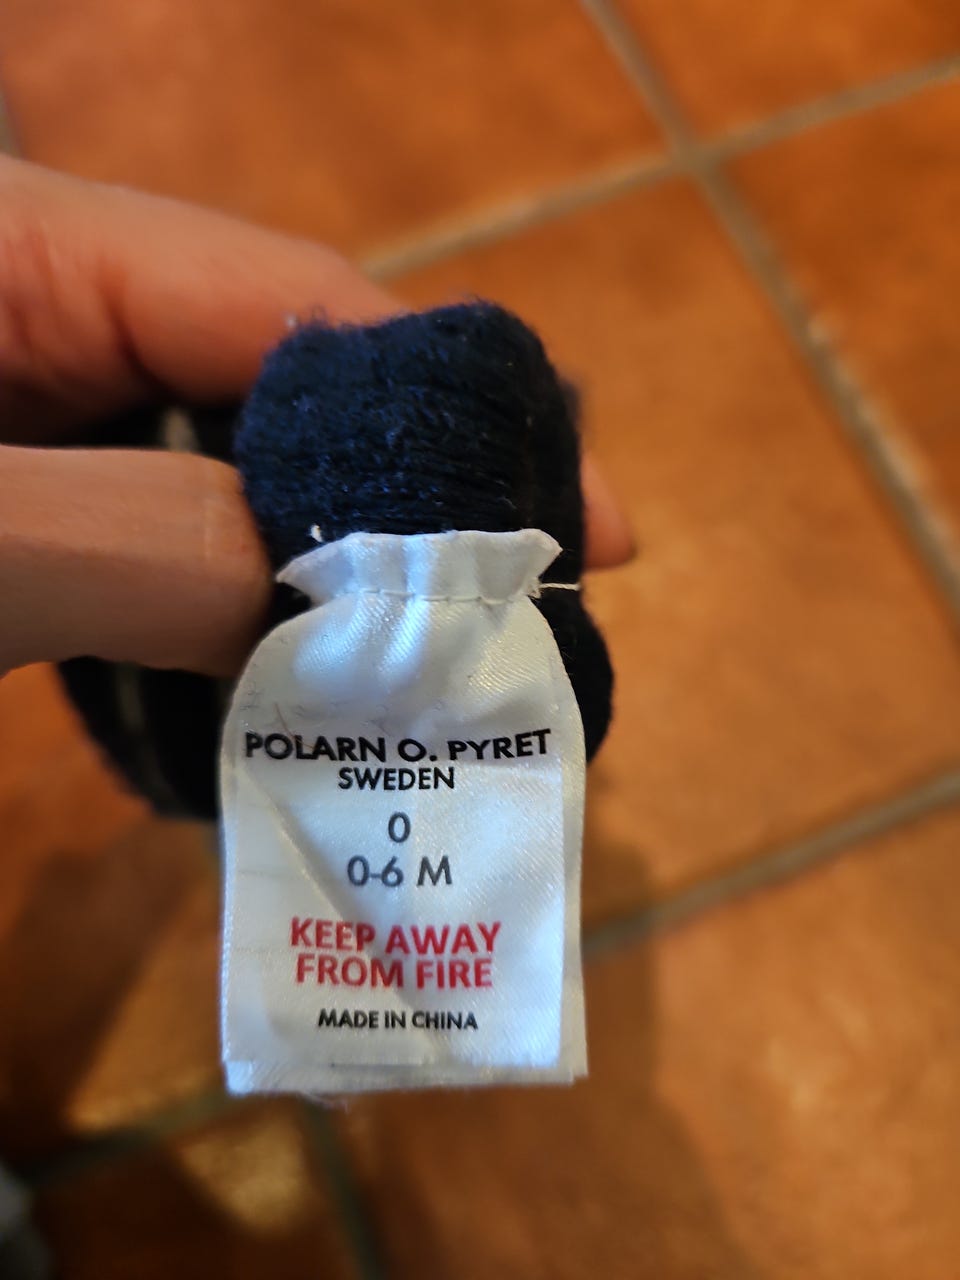 POLARN O. PYRET
SWEDEN
0
0-6 M
KEEP AWAY
FROM FIRE
MADE IN CHINA